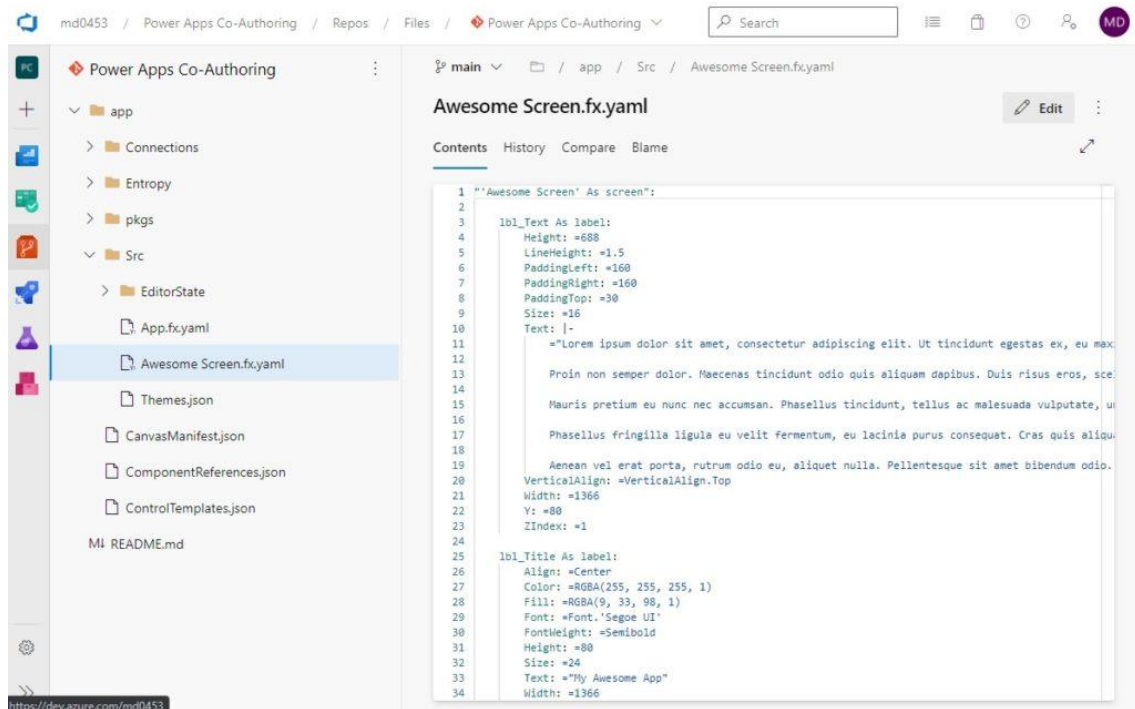 md0453 / Power Apps Co-Authoring / Repos / Files / Power Apps Co-Authoring
Search
MD
PC
Power Apps Co-Authoring
app
Connections
Entropy
pkgs
Src
EditorState
App.fx.yaml
Awesome Screen.fx.yaml
Themes.json
CanvasManifest.json
ComponentReferences.json
ControlTemplates.json
README.md
https://dev.azure.com/md0453
main / app / Src / Awesome Screen.fx.yaml
Awesome Screen.fx.yaml
Edit
Contents History Compare Blame
1 "'Awesome Screen' As screen":
2
3 lbl_Text As label:
4 Height: =688
5 LineHeight: =1.5
6 PaddingLeft: =160
7 PaddingRight: =160
8 PaddingTop: =30
9 Size: =16
10 Text: |-
11 ="Lorem ipsum dolor sit amet, consectetur adipiscing elit. Ut tincidunt egestas ex, eu max
12
13 Proin non semper dolor. Maecenas tincidunt odio quis aliquam dapibus. Duis risus eros, sce
14
15 Mauris pretium eu nunc nec accumsan. Phasellus tincidunt, tellus ac malesuada vulputate, u
16
17 Phasellus fringilla ligula eu velit fermentum, eu lacinia purus consequat. Cras quis aliqu
18
19 Aenean vel erat porta, rutrum odio eu, aliquet nulla. Pellentesque sit amet bibendum odio.
20 VerticalAlign: =VerticalAlign.Top
21 Width: =1366
22 Y: =80
23 ZIndex: =1
24
25 lbl_Title As label:
26 Align: =Center
27 Color: =RGBA(255, 255, 255, 1)
28 Fill: =RGBA(9, 33, 98, 1)
29 Font: =Font.'Segoe UI'
30 FontWeight: =Semibold
31 Height: =80
32 Size: =24
33 Text: ="My Awesome App"
34 Width: =1366